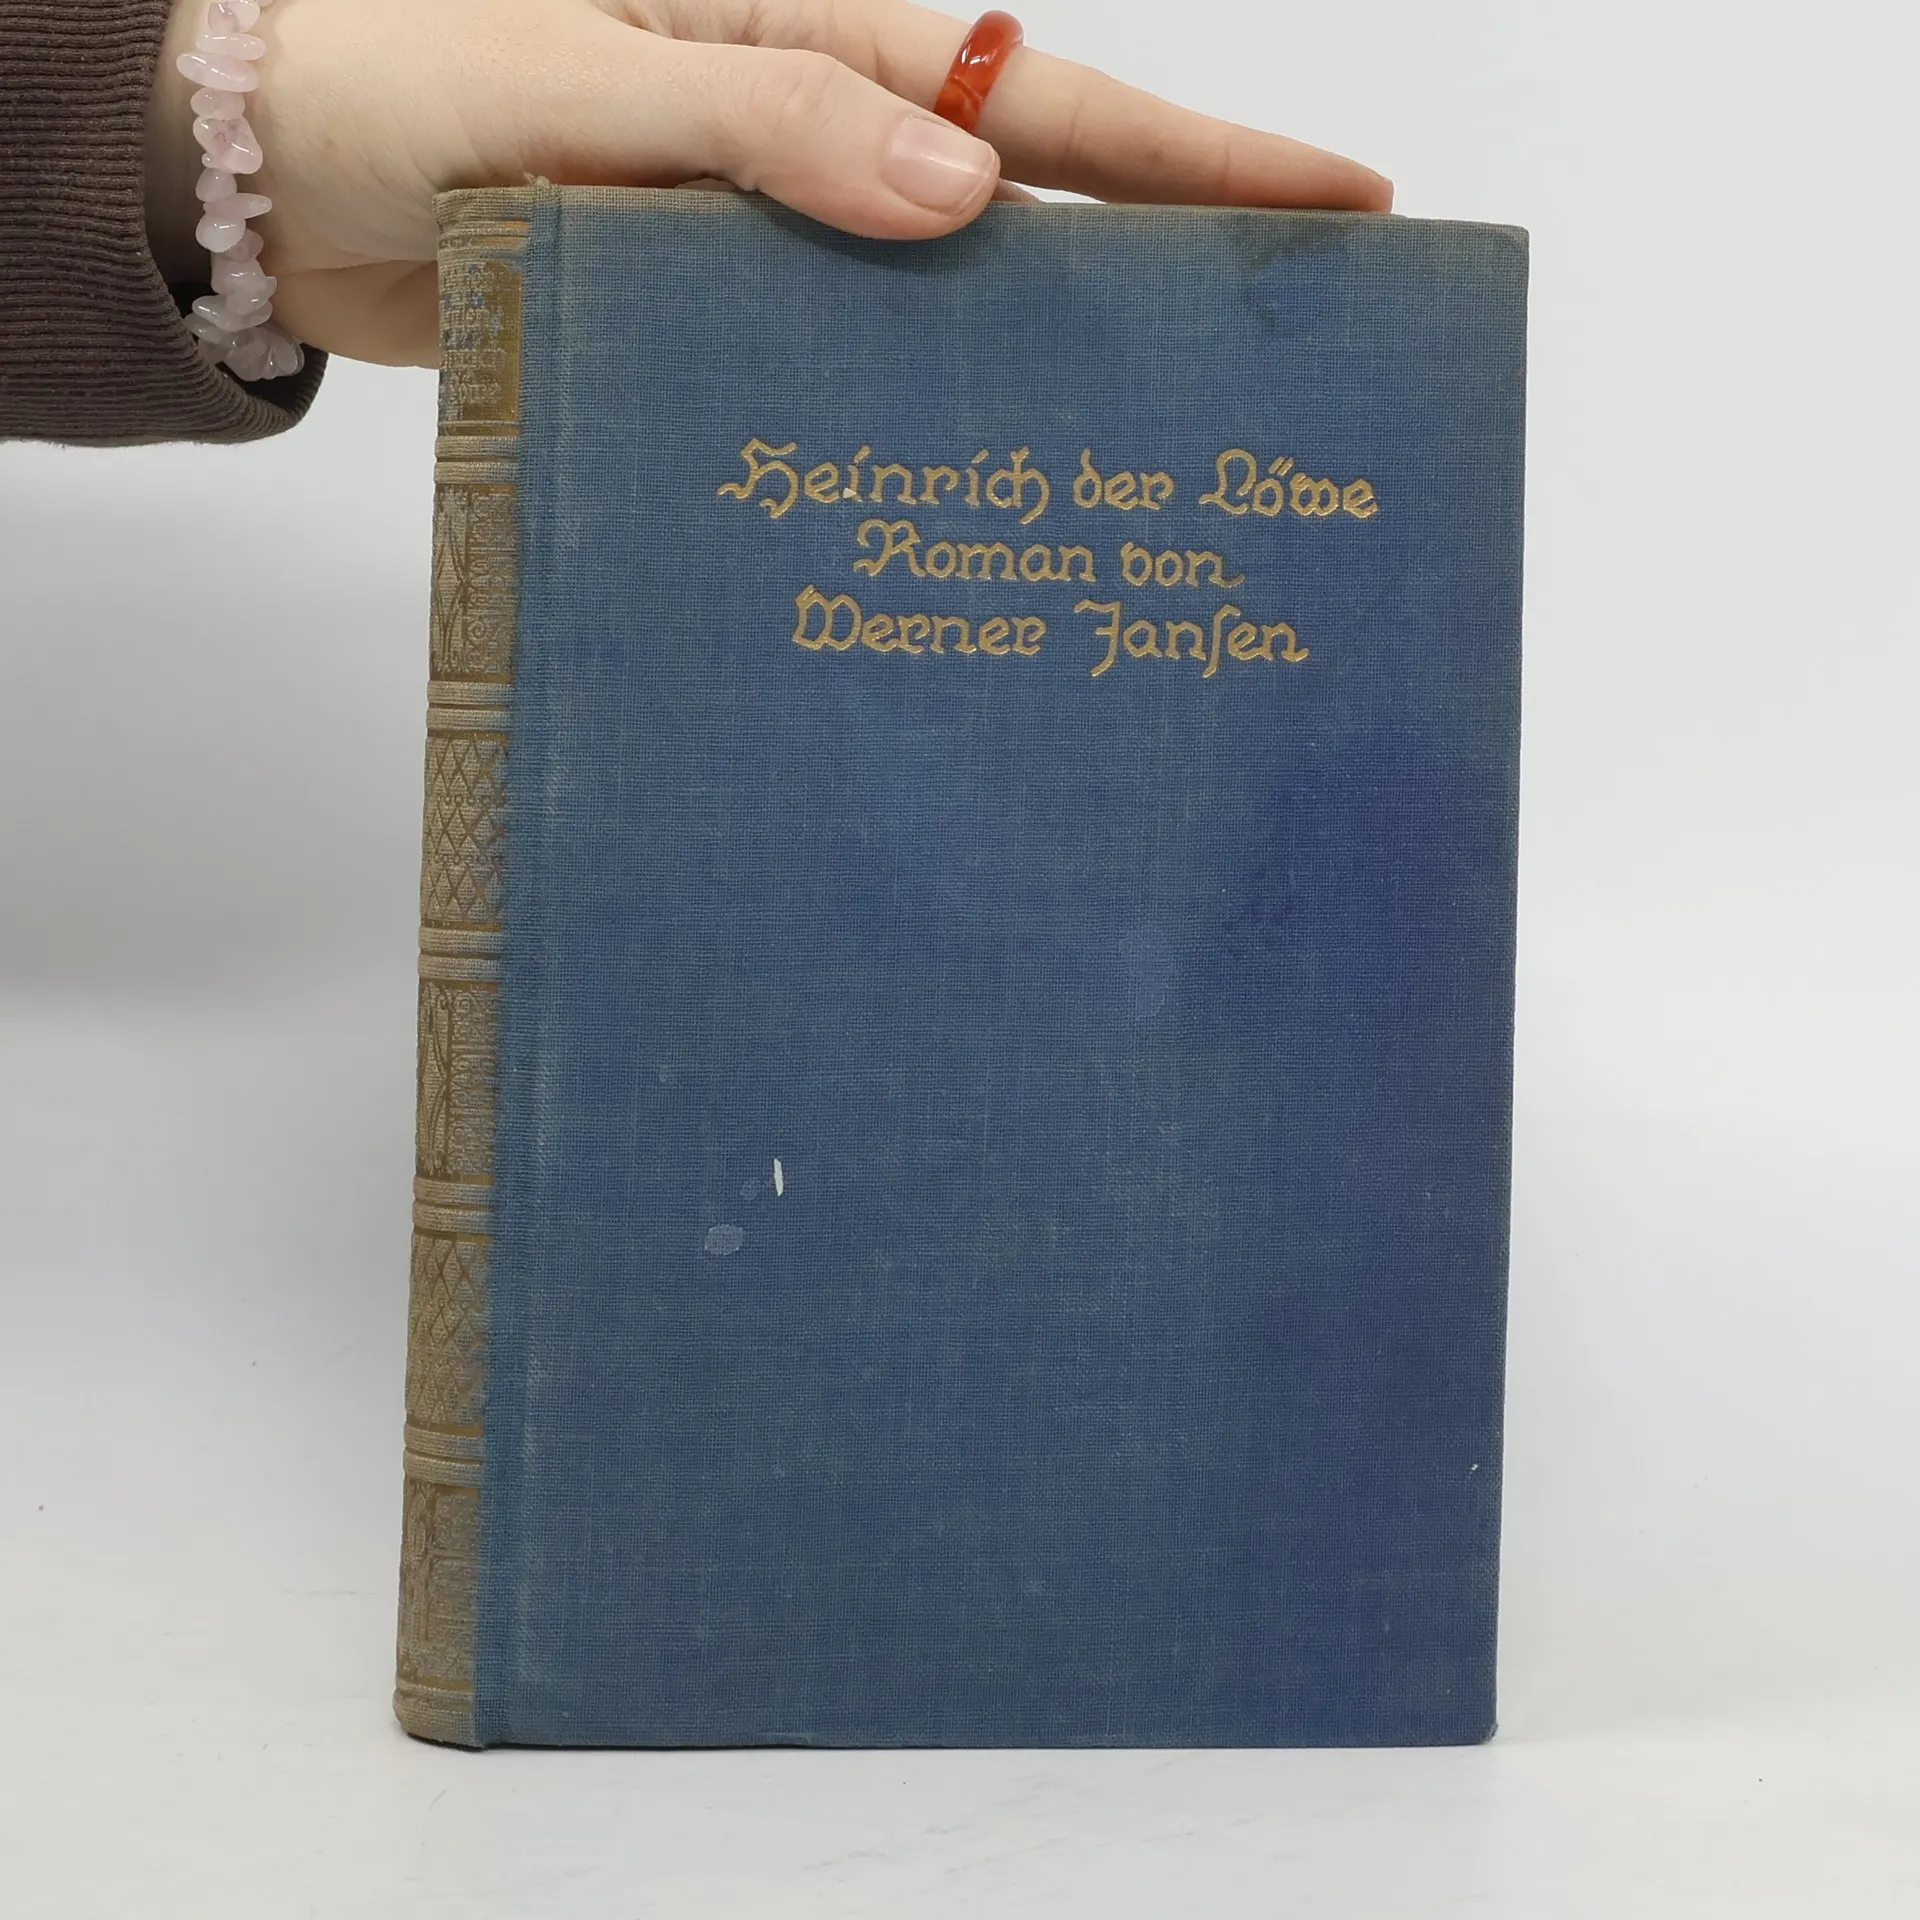 Heinrich der Löwe
Roman von
Werner Janſen